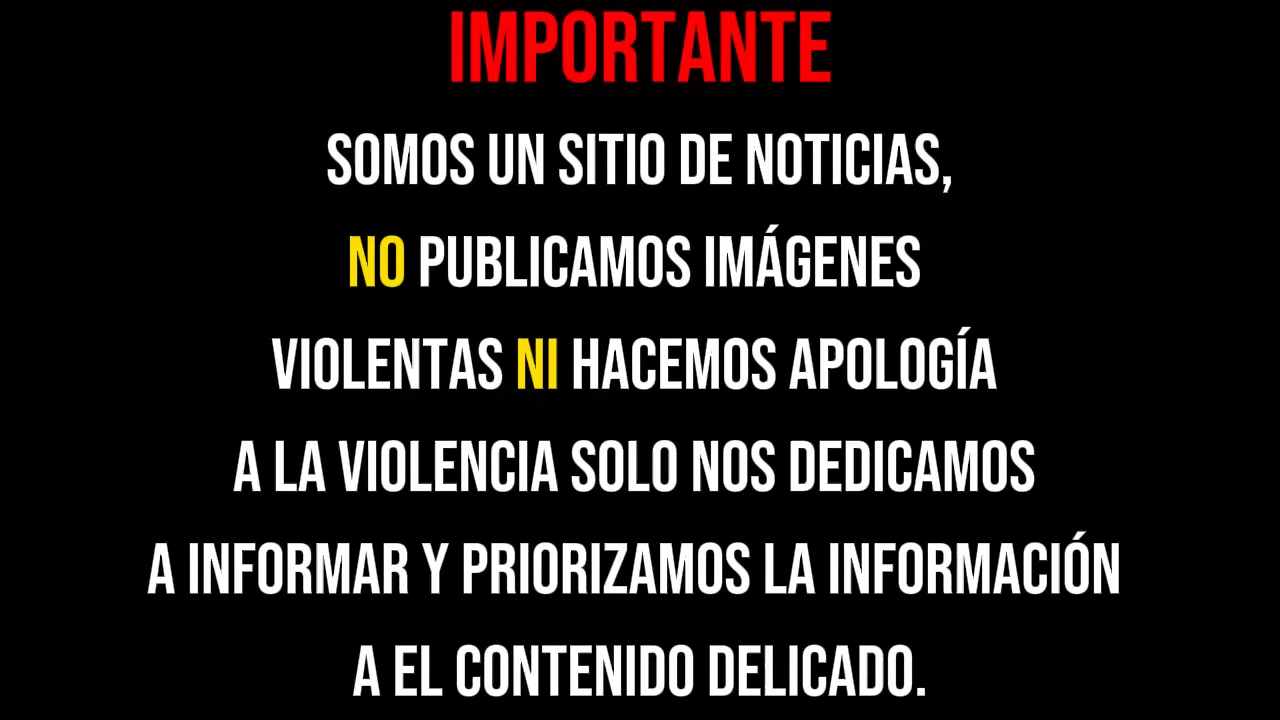 IMPORTANTE
SOMOS UN SITIO DE NOTICIAS,
NO PUBLICAMOS IMÁGENES
VIOLENTAS NI HACEMOS APOLOGÍA
A LA VIOLENCIA SOLO NOS DEDICAMOS
A INFORMAR Y PRIORIZAMOS LA INFORMACIÓN
A EL CONTENIDO DELICADO.